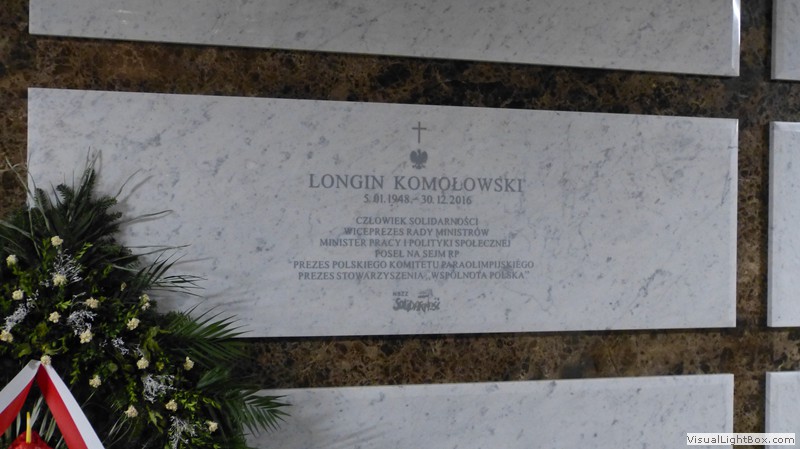 LONGIN KOMOŁOWSKI
5.01.1948.– 30.12.2016
CZŁOWIEK SOLIDARNOŚCI
WICEPREZES RADY MINISTRÓW
MINISTER PRACY I POLITYKI SPOŁECZNEJ
POSEŁ NA SEJM RP
PREZES POLSKIEGO KOMITETU PARAOLIMPIJSKIEGO
PREZES STOWARZYSZENIA „WSPÓLNOTA POLSKA”
NSZZ
Solidarność
VisualLightBox.com